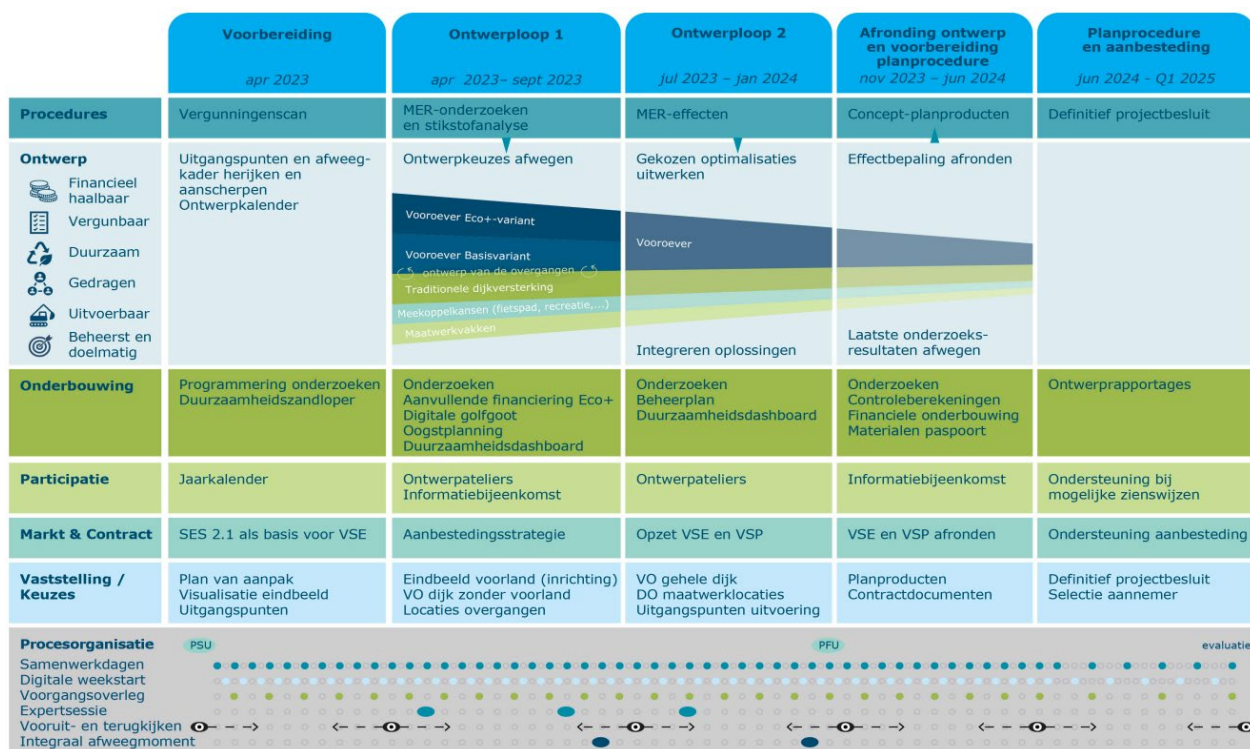 Voorbereiding
apr 2023
Ontwerploop 1
apr 2023– sept 2023
Ontwerploop 2
jul 2023 – jan 2024
Afronding ontwerp
en voorbereiding
planprocedure
nov 2023 – jun 2024
Planprocedure
en aanbesteding
jun 2024 - Q1 2025
Procedures
Vergunningenscan
MER-onderzoeken
en stikstofanalyse
MER-effecten
Concept-planproducten
Definitief projectbesluit
Ontwerp
Financieel
haalbaar
Vergunbaar
Duurzaam
Gedragen
Uitvoerbaar
Beheerst en
doelmatig
Uitgangspunten en afweeg-
kader herijken en
aanscherpen
Ontwerpkalender
Ontwerpkeuzes afwegen
Vooroever Eco+-variant
Vooroever Basisvariant
ontwerp van de overgangen
Traditionele dijkversterking
Meekoppelkansen (fietspad, recreatie,...)
Maatwerkvakken
Gekozen optimalisaties
uitwerken
Vooroever
Integreren oplossingen
Effectbepaling afronden
Laatste onderzoeks-
resultaten afwegen
Onderbouwing
Programmering onderzoeken
Duurzaamheidszandloper
Onderzoeken
Aanvullende financiering Eco+
Digitale golfgoot
Oogstplanning
Duurzaamheidsdashboard
Onderzoeken
Beheerplan
Duurzaamheidsdashboard
Onderzoeken
Controleberekeningen
Financiele onderbouwing
Materialen paspoort
Ontwerprapportages
Participatie
Jaarkalender
Ontwerpateliers
Informatiebijeenkomst
Ontwerpateliers
Informatiebijeenkomst
Ondersteuning bij
mogelijke zienswijzen
Markt & Contract
SES 2.1 als basis voor VSE
Aanbestedingsstrategie
Opzet VSE en VSP
VSE en VSP afronden
Ondersteuning aanbesteding
Vaststelling /
Keuzes
Plan van aanpak
Visualisatie eindbeeld
Uitgangspunten
Eindbeeld voorland (inrichting)
VO dijk zonder voorland
Locaties overgangen
VO gehele dijk
DO maatwerklocaties
Uitgangspunten uitvoering
Planproducten
Contractdocumenten
Definitief projectbesluit
Selectie aannemer
Procesorganisatie
PSU
PFU
evaluatie
Samenwerkdagen
Digitale weekstart
Voorgangsoverleg
Expertsessie
Vooruit- en terugkijken
Integraal afweegmoment